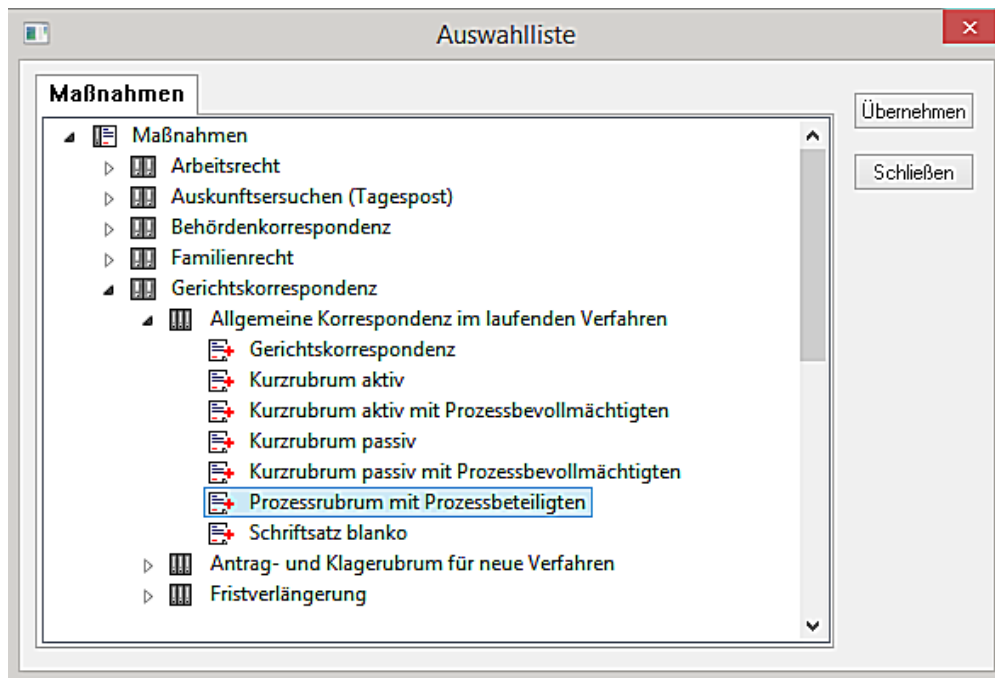 Auswahlliste
Maßnahmen
Übernehmen
Schließen
Maßnahmen
Arbeitsrecht
Auskunftsersuchen (Tagespost)
Behördenkorrespondenz
Familienrecht
Gerichtskorrespondenz
Allgemeine Korrespondenz im laufenden Verfahren
Gerichtskorrespondenz
Kurzrubrum aktiv
Kurzrubrum aktiv mit Prozessbevollmächtigten
Kurzrubrum passiv
Kurzrubrum passiv mit Prozessbevollmächtigten
Prozessrubrum mit Prozessbeteiligten
Schriftsatz blanko
Antrag- und Klagerubrum für neue Verfahren
Fristverlängerung